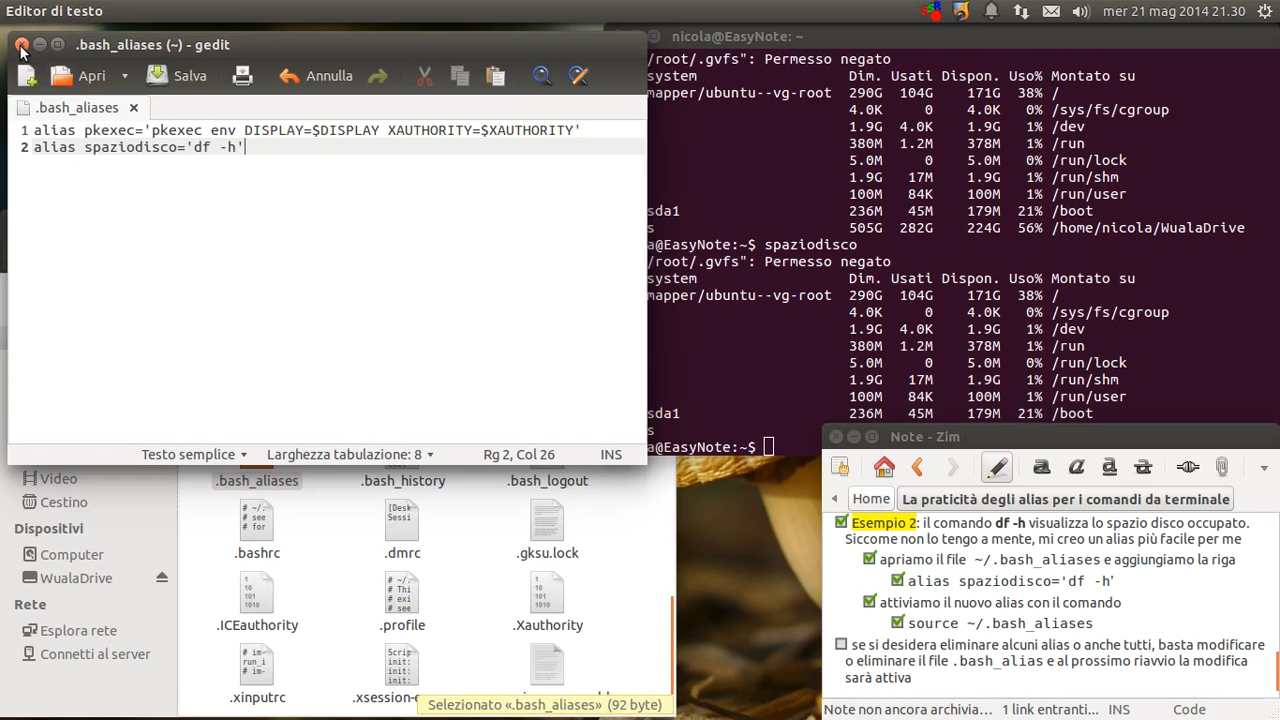 Editor di testo
mer 21 mag 2014 21.30
.bash_aliases (~) - gedit
Apri
Salva
Annulla
.bash_aliases
1 alias pkexec='pkexec env DISPLAY=$DISPLAY XAUTHORITY=$XAUTHORITY'
2 alias spaziodisco='df -h'
Testo semplice
Larghezza tabulazione: 8
Rg 2, Col 26
INS
nicola@EasyNote: ~
/root/.gvfs": Permesso negato
system Dim. Usati Dispon. Uso% Montato su
mapper/ubuntu--vg-root 290G 104G 171G 38% /
4.0K 0 4.0K 0% /sys/fs/cgroup
1.9G 4.0K 1.9G 1% /dev
380M 1.2M 378M 1% /run
5.0M 0 5.0M 0% /run/lock
1.9G 17M 1.9G 1% /run/shm
100M 84K 100M 1% /run/user
sda1 236M 45M 179M 21% /boot
s 505G 282G 224G 56% /home/nicola/WualaDrive
a@EasyNote:~$ spaziodisco
/root/.gvfs": Permesso negato
system Dim. Usati Dispon. Uso% Montato su
mapper/ubuntu--vg-root 290G 104G 171G 38% /
4.0K 0 4.0K 0% /sys/fs/cgroup
1.9G 4.0K 1.9G 1% /dev
380M 1.2M 378M 1% /run
5.0M 0 5.0M 0% /run/lock
1.9G 17M 1.9G 1% /run/shm
100M 84K 100M 1% /run/user
sda1 236M 45M 179M 21% /boot
s
a@EasyNote:~$
Video
Cestino
Dispositivi
Computer
WualaDrive
Rete
Esplora rete
Connetti al server
.bash_aliases
.bash_history
.bash_logout
.bashrc
.dmrc
.gksu.lock
.ICEauthority
.profile
.Xauthority
.xinputrc
Selezionato «.bash_aliases» (92 byte)
Note - Zim
Home
La praticità degli alias per i comandi da terminale
Esempio 2: il comando df -h visualizza lo spazio disco occupato.
Siccome non lo tengo a mente, mi creo un alias più facile per me
apriamo il file ~/.bash_aliases e aggiungiamo la riga
alias spaziodisco='df -h'
attiviamo il nuovo alias con il comando
source ~/.bash_aliases
se si desidera eliminare alcuni alias o anche tutti, basta modificare
o eliminare il file .bash_alias e al prossimo riavvio la modifica
sarà attiva
Note non ancora archivia...
1 link entranti...
INS
Code